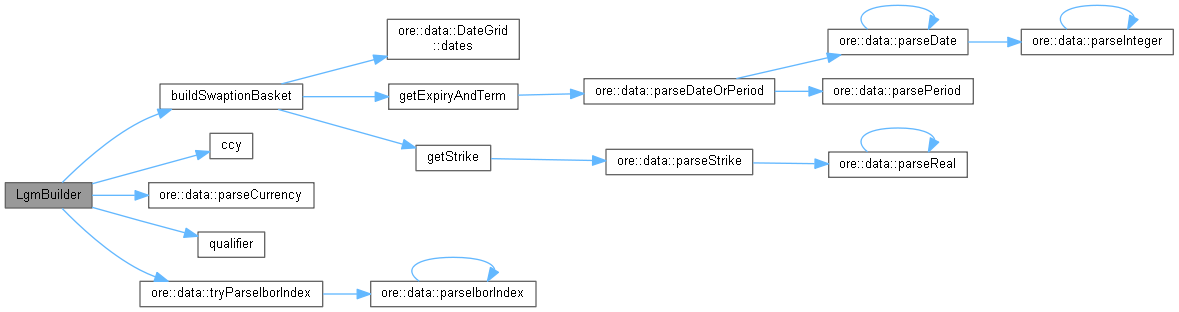 LgmBuilder
buildSwaptionBasket
ore::data::DateGrid
::dates
getExpiryAndTerm
ore::data::parseDateOrPeriod
ore::data::parseDate
ore::data::parseInteger
ore::data::parsePeriod
getStrike
ore::data::parseStrike
ore::data::parseReal
ccy
ore::data::parseCurrency
qualifier
ore::data::tryParseIborIndex
ore::data::parseIborIndex